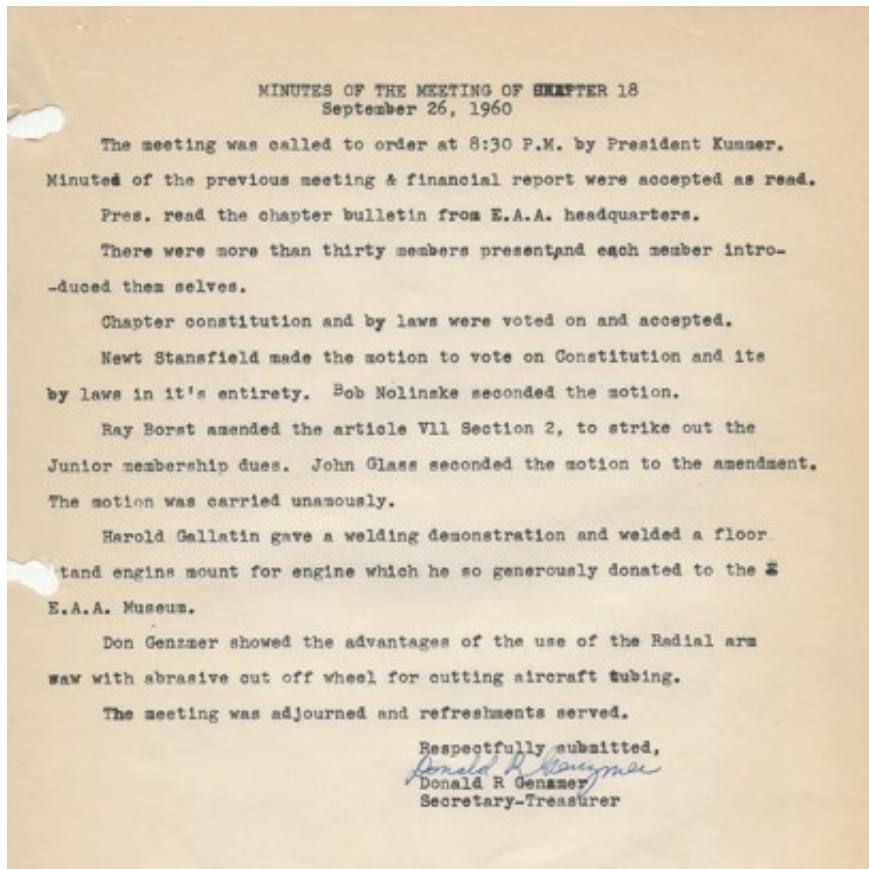 MINUTES OF THE MEETING OF CHAPTER 18
September 26, 1960
The meeting was called to order at 8:30 P.M. by President Kummer.
Minutes of the previous meeting & financial report were accepted as read.
Pres. read the chapter bulletin from E.A.A. headquarters.
There were more than thirty members present,and each member intro-
-duced them selves.
Chapter constitution and by laws were voted on and accepted.
Newt Stansfield made the motion to vote on Constitution and its
by laws in it's entirety. Bob Nolinske seconded the motion.
Ray Borst amended the article Vll Section 2, to strike out the
Junior membership dues. John Glass seconded the motion to the amendment.
The motion was carried unamously.
Harold Gallatin gave a welding demonstration and welded a floor
tand engine mount for engine which he so generously donated to the
E.A.A. Museum.
Don Genzmer showed the advantages of the use of the Radial arm
waw with abrasive cut off wheel for cutting aircraft tubing.
The meeting was adjourned and refreshments served.
Respectfully submitted,
Donald R Genzmer
Donald R Genzmer
Secretary-Treasurer